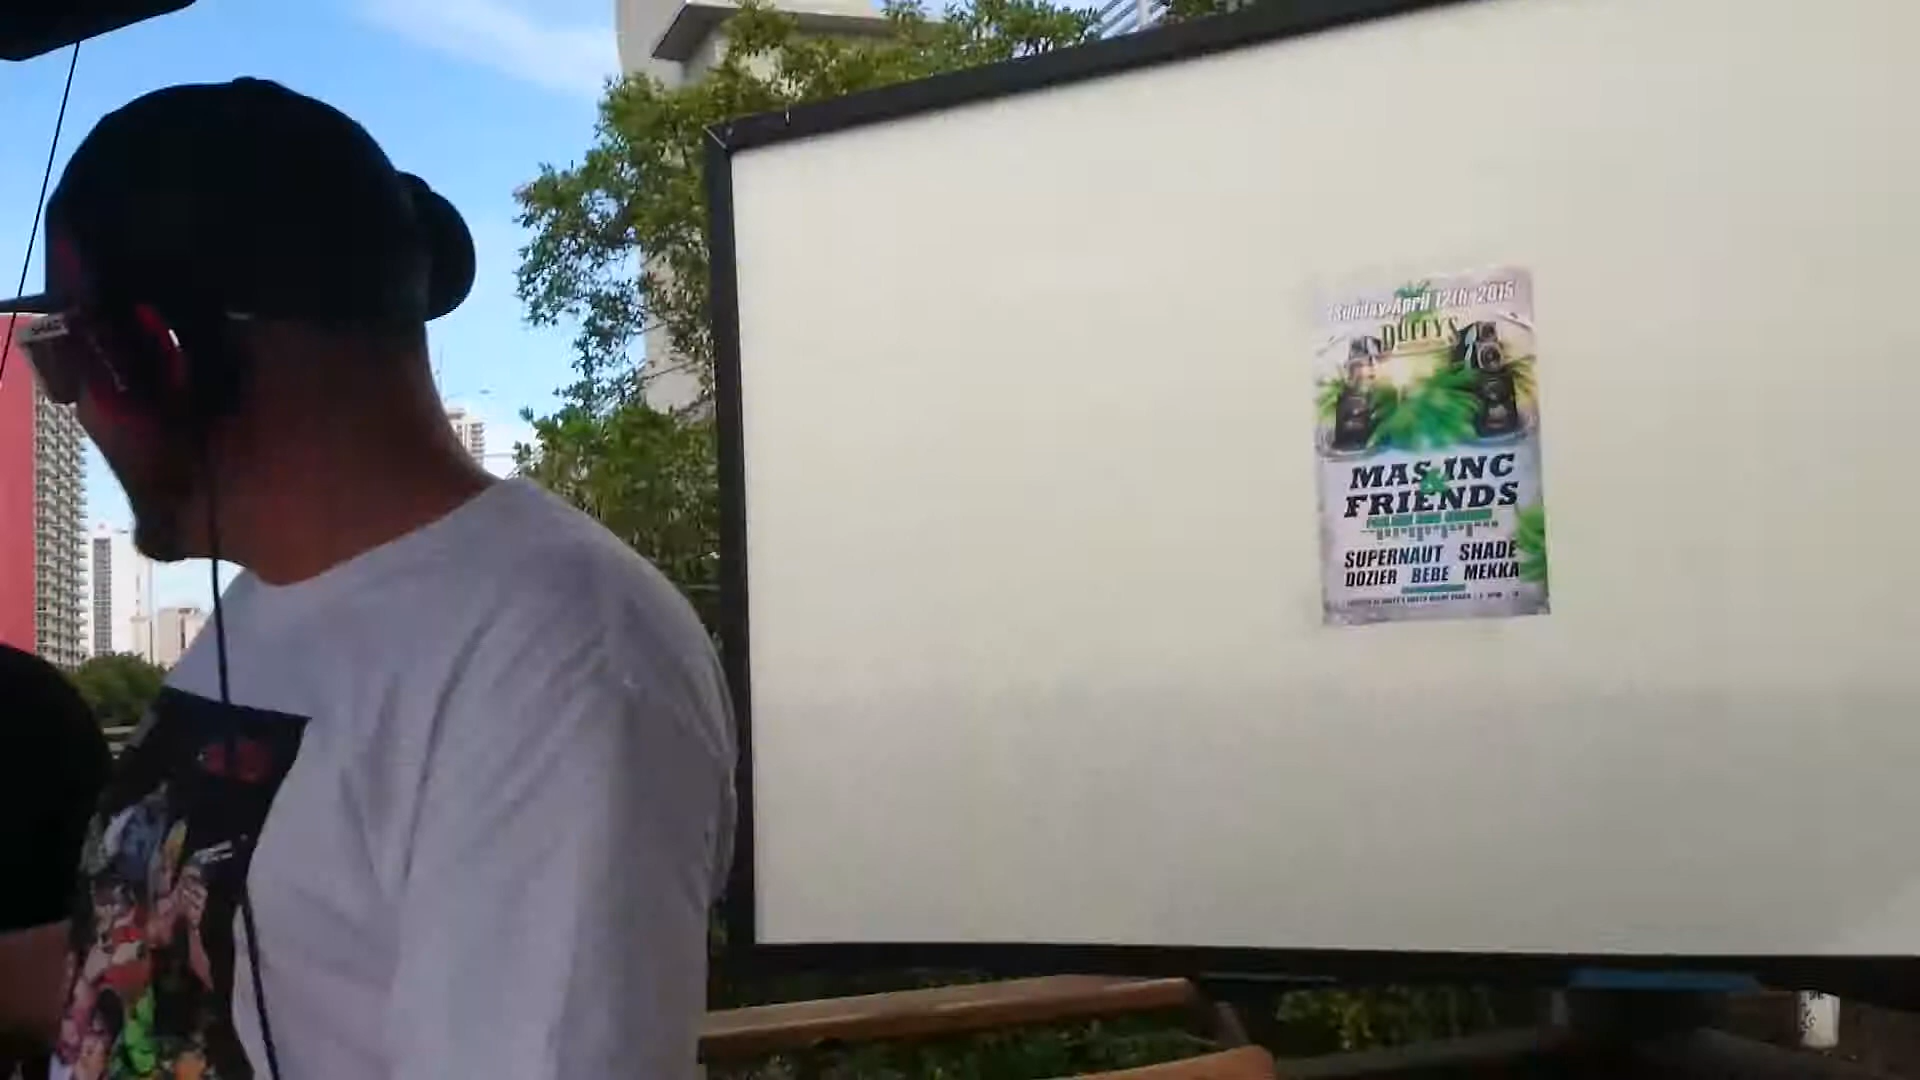 Sunday April 12th, 2015
DUFFYS
MAS INC
&
FRIENDS
SUPERNAUT SHADE
DOZIER BEBE MEKKA